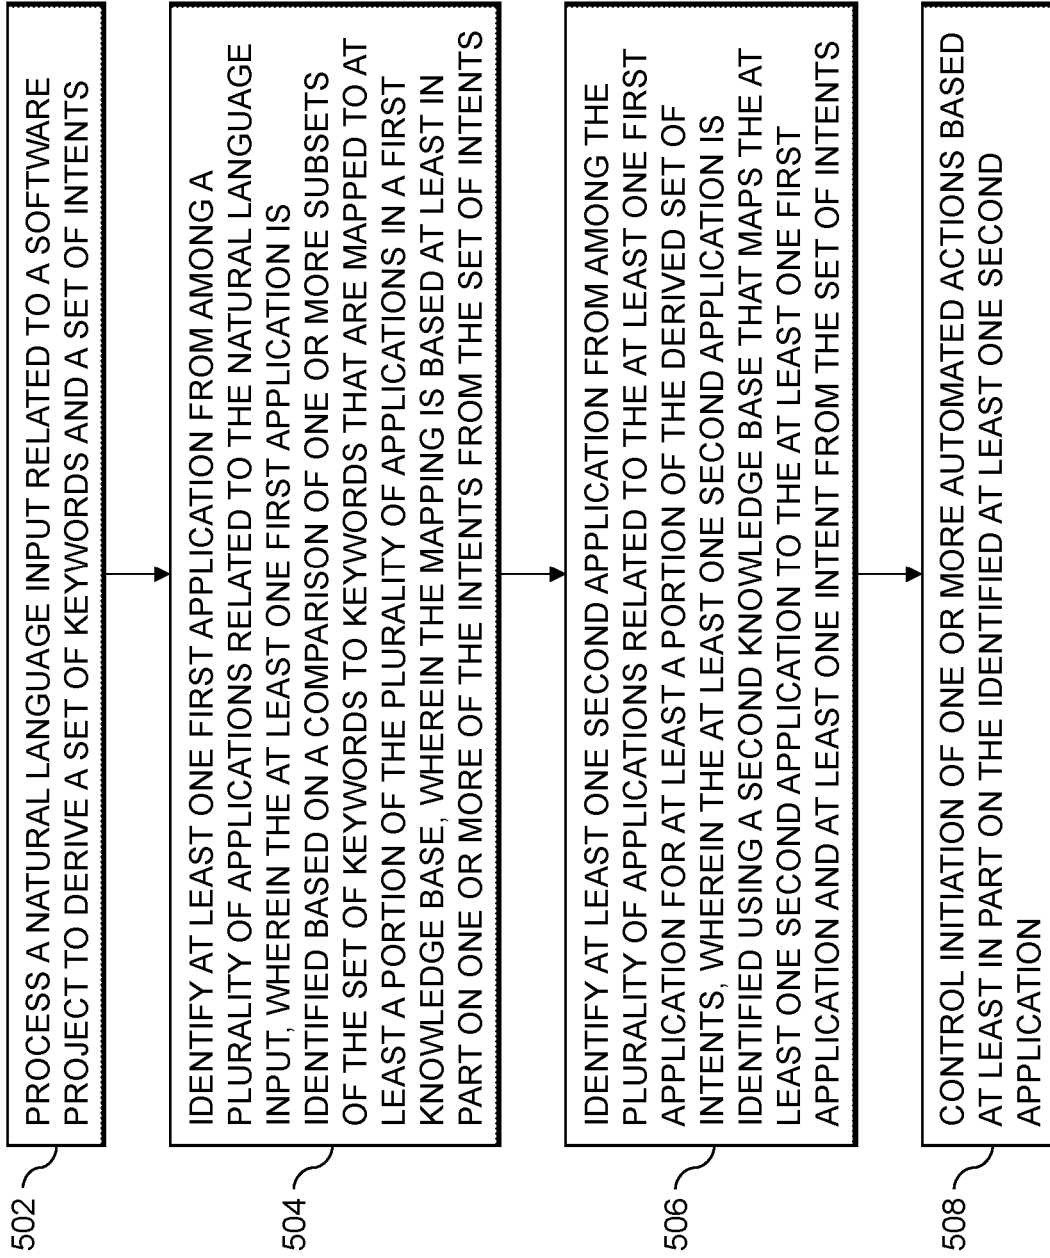 502
PROCESS A NATURAL LANGUAGE INPUT RELATED TO A SOFTWARE
PROJECT TO DERIVE A SET OF KEYWORDS AND A SET OF INTENTS
504
IDENTIFY AT LEAST ONE FIRST APPLICATION FROM AMONG A
PLURALITY OF APPLICATIONS RELATED TO THE NATURAL LANGUAGE
INPUT, WHEREIN THE AT LEAST ONE FIRST APPLICATION IS
IDENTIFIED BASED ON A COMPARISON OF ONE OR MORE SUBSETS
OF THE SET OF KEYWORDS TO KEYWORDS THAT ARE MAPPED TO AT
LEAST A PORTION OF THE PLURALITY OF APPLICATIONS IN A FIRST
KNOWLEDGE BASE, WHEREIN THE MAPPING IS BASED AT LEAST IN
PART ON ONE OR MORE OF THE INTENTS FROM THE SET OF INTENTS
506
IDENTIFY AT LEAST ONE SECOND APPLICATION FROM AMONG THE
PLURALITY OF APPLICATIONS RELATED TO THE AT LEAST ONE FIRST
APPLICATION FOR AT LEAST A PORTION OF THE DERIVED SET OF
INTENTS, WHEREIN THE AT LEAST ONE SECOND APPLICATION IS
IDENTIFIED USING A SECOND KNOWLEDGE BASE THAT MAPS THE AT
LEAST ONE SECOND APPLICATION TO THE AT LEAST ONE FIRST
APPLICATION AND AT LEAST ONE INTENT FROM THE SET OF INTENTS
508
CONTROL INITIATION OF ONE OR MORE AUTOMATED ACTIONS BASED
AT LEAST IN PART ON THE IDENTIFIED AT LEAST ONE SECOND
APPLICATION